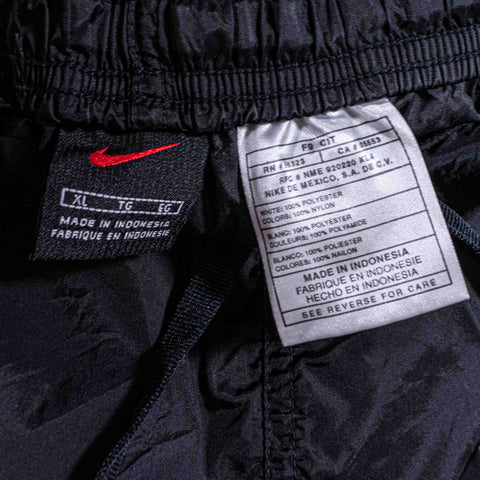 XL TG EG
MADE IN INDONESIA
FABRIQUE EN INDONESIE
F9 CIT
RN # 56323 CA # 05553
RFC # NME 920220 XL4
NIKE DE MEXICO, S.A. DE C.V.
WHITE: 100% POLYESTER
COLORS: 100% NYLON
BLANC: 100% POLYESTER
COULEURS: 100% POLYAMIDE
BLANCO: 100% POLIESTER
COLORES: 100% NAILON
MADE IN INDONESIA
FABRIQUE EN INDONESIE
HECHO EN INDONESIA
SEE REVERSE FOR CARE